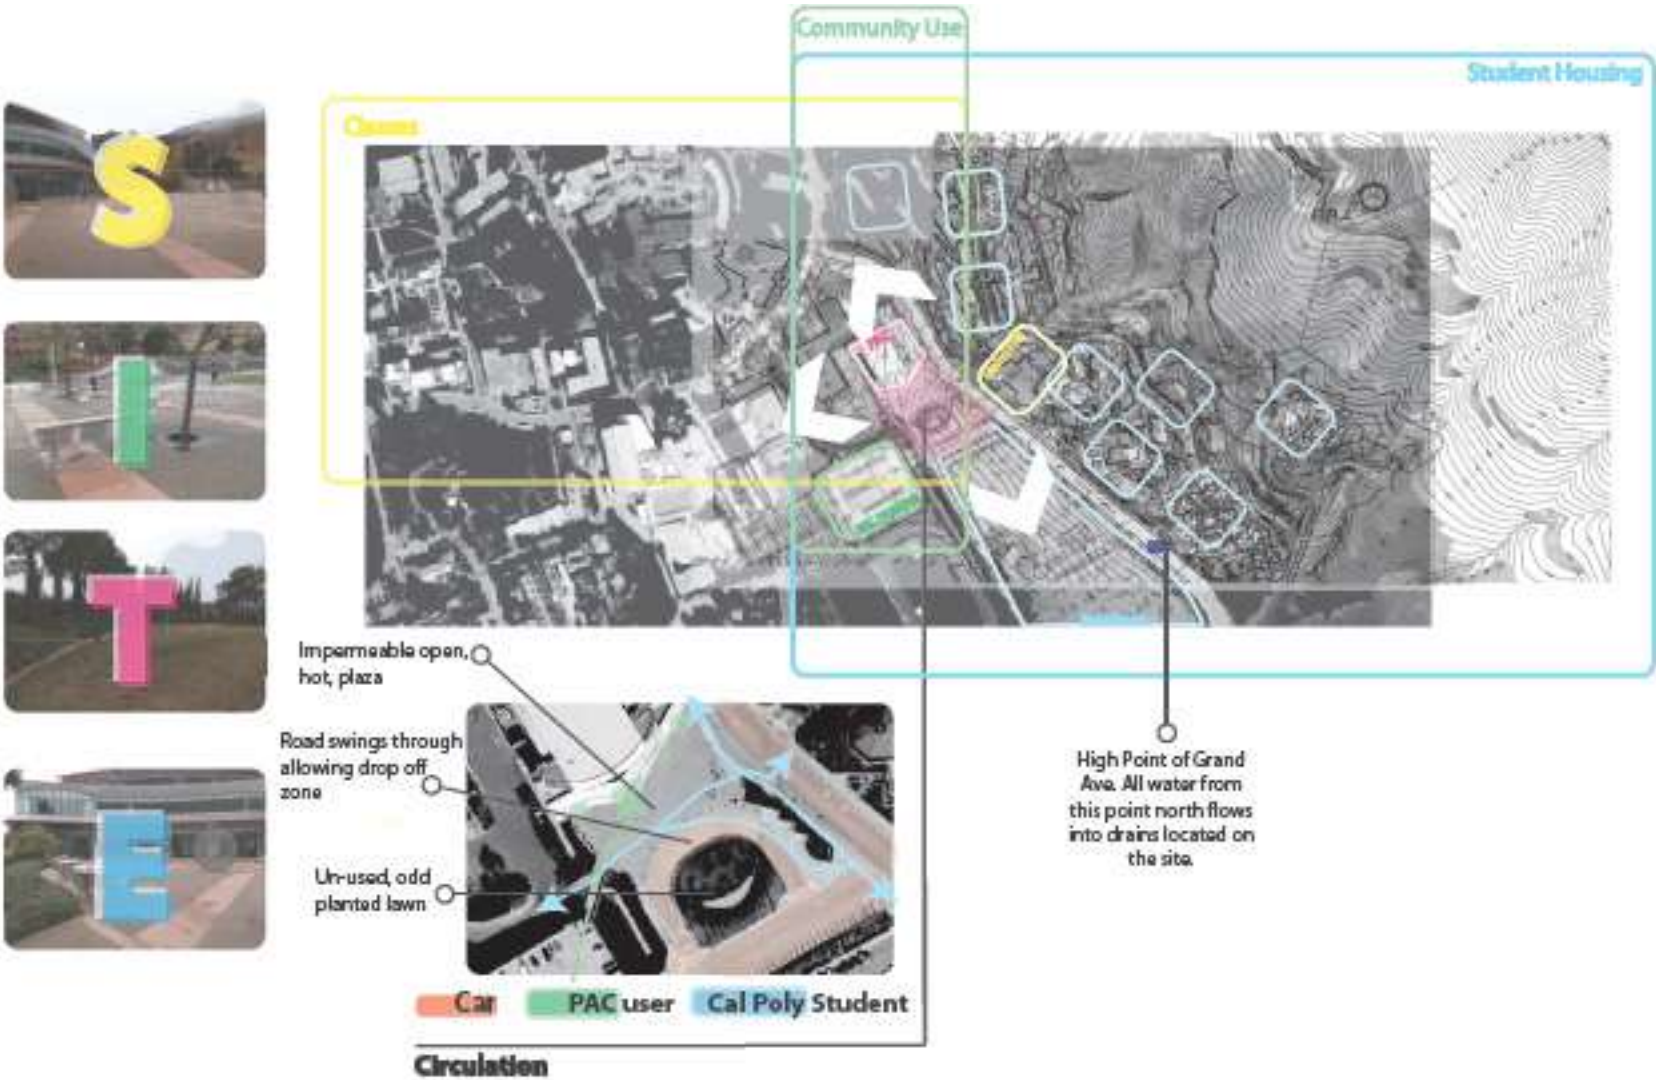 Community Use
Student Housing
Classes
S
I
T
E
Impermeable open,
hot, plaza
Road swings through
allowing drop off
zone
Un-used, odd
planted lawn
High Point of Grand
Ave. All water from
this point north flows
into drains located on
the site.
Car
PAC user
Cal Poly Student
Circulation